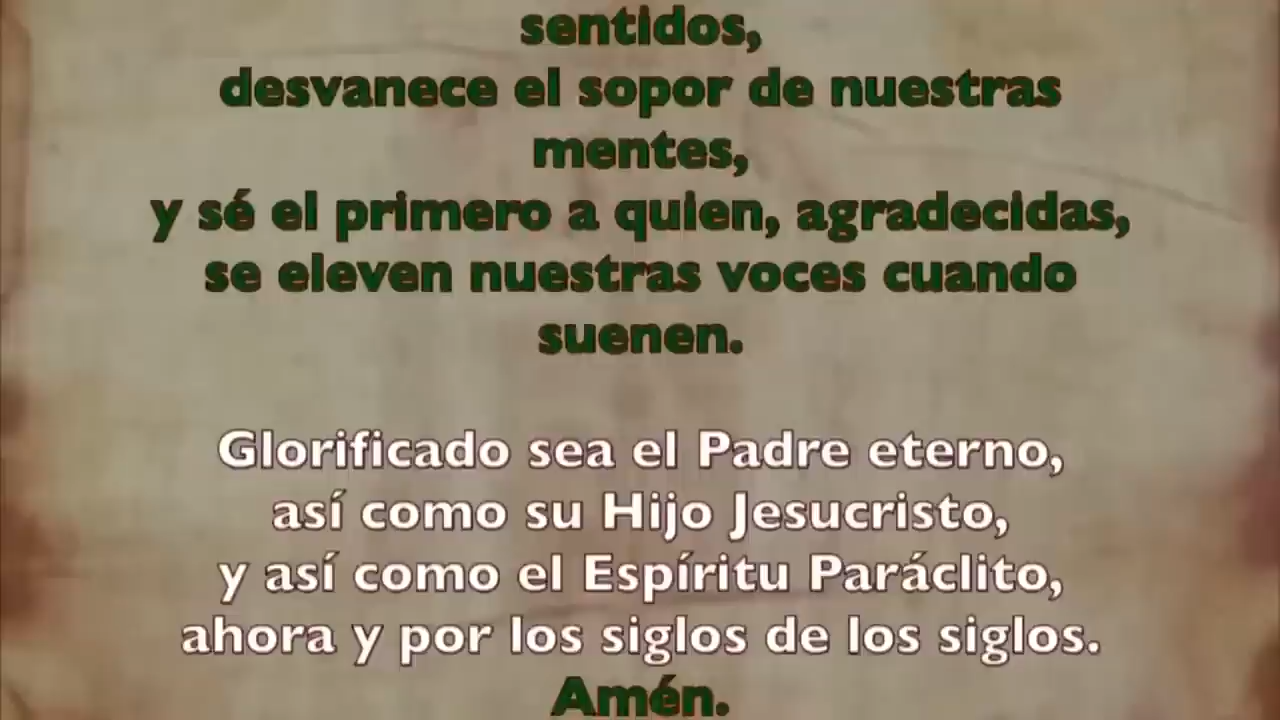 sentidos,
desvanece el sopor de nuestras
mentes,
y sé el primero a quien, agradecidas,
se eleven nuestras voces cuando
suenen.
Glorificado sea el Padre eterno,
así como su Hijo Jesucristo,
y así como el Espíritu Paráclito,
ahora y por los siglos de los siglos.
Amén.